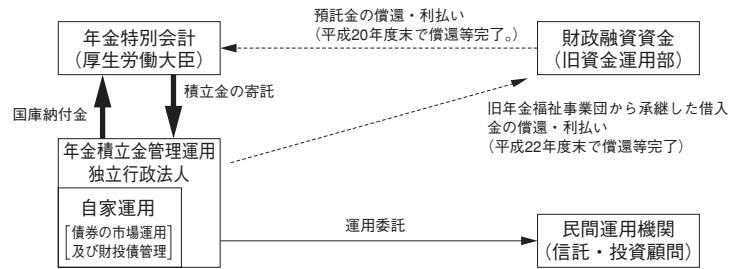 預託金の償還・利払い
(平成20年度末で償還等完了。)
年金特別会計
(厚生労働大臣)
財政融資資金
(旧資金運用部)
国庫納付金
積立金の寄託
旧年金福祉事業団から承継した借入
金の償還・利払い
(平成22年度末で償還等完了)
年金積立金管理運用
独立行政法人
自家運用
[債券の市場運用
及び財投債管理]
運用委託
民間運用機関
(信託・投資顧問)